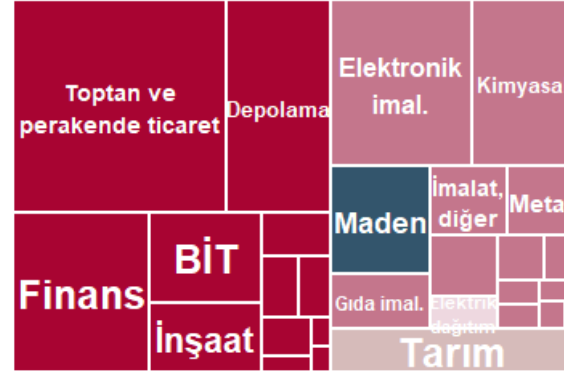 Toptan ve
perakende ticaret
Depolama
Elektronik
imal.
Kimyasa
Finans
BİT
İnşaat
Maden
İmalat,
diğer
Meta
Gıda imal.
Elektrik
dağıtım
Tarım